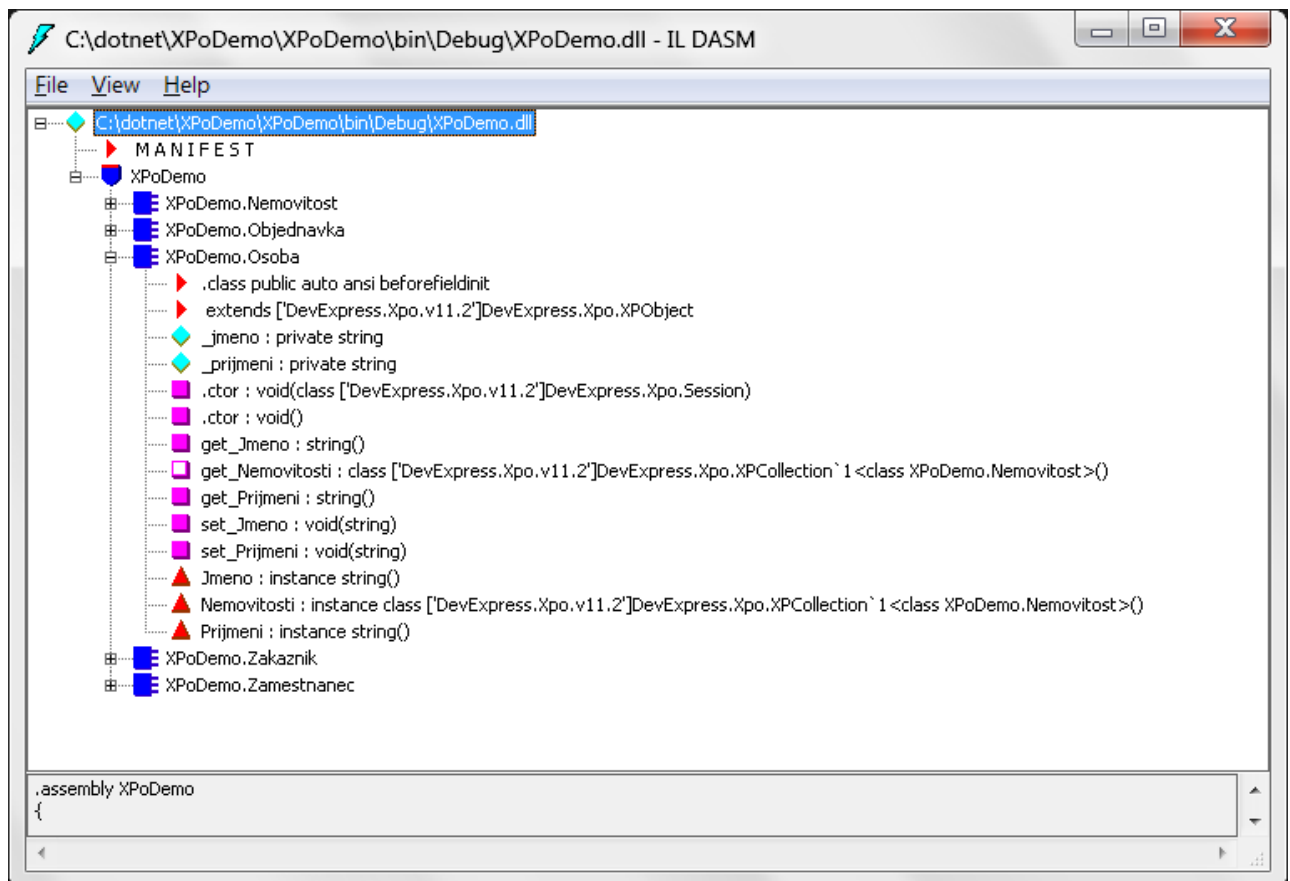 C:\dotnet\XPoDemo\XPoDemo\bin\Debug\XPoDemo.dll - IL DASM
File View Help
C:\dotnet\XPoDemo\XPoDemo\bin\Debug\XPoDemo.dll
M A N I F E S T
XPoDemo
XPoDemo.Nemovitost
XPoDemo.Objednavka
XPoDemo.Osoba
.class public auto ansi beforefieldinit
extends ['DevExpress.Xpo.v11.2']DevExpress.Xpo.XPObject
_jmeno : private string
_prijmeni : private string
.ctor : void(class ['DevExpress.Xpo.v11.2']DevExpress.Xpo.Session)
.ctor : void()
get_Jmeno : string()
get_Nemovitosti : class ['DevExpress.Xpo.v11.2']DevExpress.Xpo.XPCollection`1<class XPoDemo.Nemovitost>()
get_Prijmeni : string()
set_Jmeno : void(string)
set_Prijmeni : void(string)
Jmeno : instance string()
Nemovitosti : instance class ['DevExpress.Xpo.v11.2']DevExpress.Xpo.XPCollection`1<class XPoDemo.Nemovitost>()
Prijmeni : instance string()
XPoDemo.Zakaznik
XPoDemo.Zamestnanec
.assembly XPoDemo
{